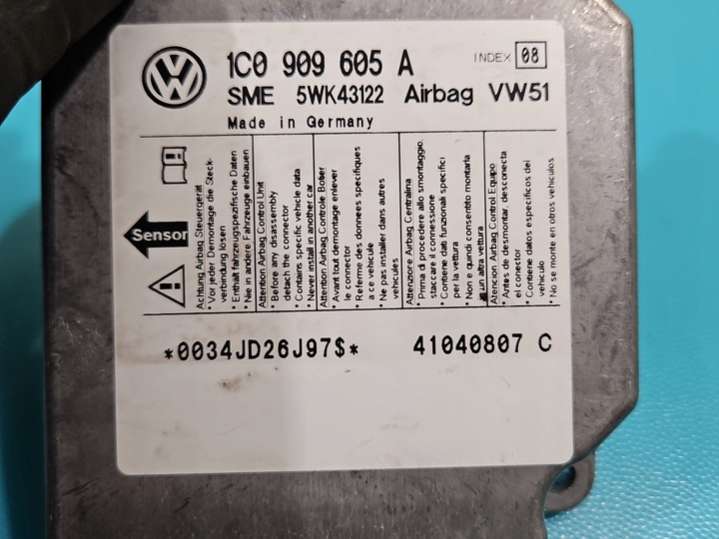 1C0 909 605 A
INDEX 08
SME 5WK43122 Airbag VW51
Made in Germany
Sensor
Achtung Airbag Steuergerät
• Vor jeder Demontage die Steck-
verbindung lösen
• Enthält fahrzeugspezifische Daten
• Nie in andere Fahrzeuge einbauen
Attention Airbag Control Unit
• Before any disassembly
detach the connector
• Contains specific vehicle data
• Never install in another car
Attention Airbag Controle Boiter
• Avant tout demontage enlever
le connector
• Referme des donnees specifiques
a ce vehicle
• Ne pas installer dans autres
vehicules
Attenzione Airbag Centralina
• Prima procedere allo smontaggio,
staccare il connessione
• Contiene dati funzionali specifici
per la vettura
• Non e quindi consentito montarla
su un altra vettura
Atencion Airbag Control Equipo
• Ante de desmontar, desconecta
el conector
• Contiene datos especificos del
vehiculo
• No se monte en otros vehiculos
*0034JD26J97$* 41040807 C